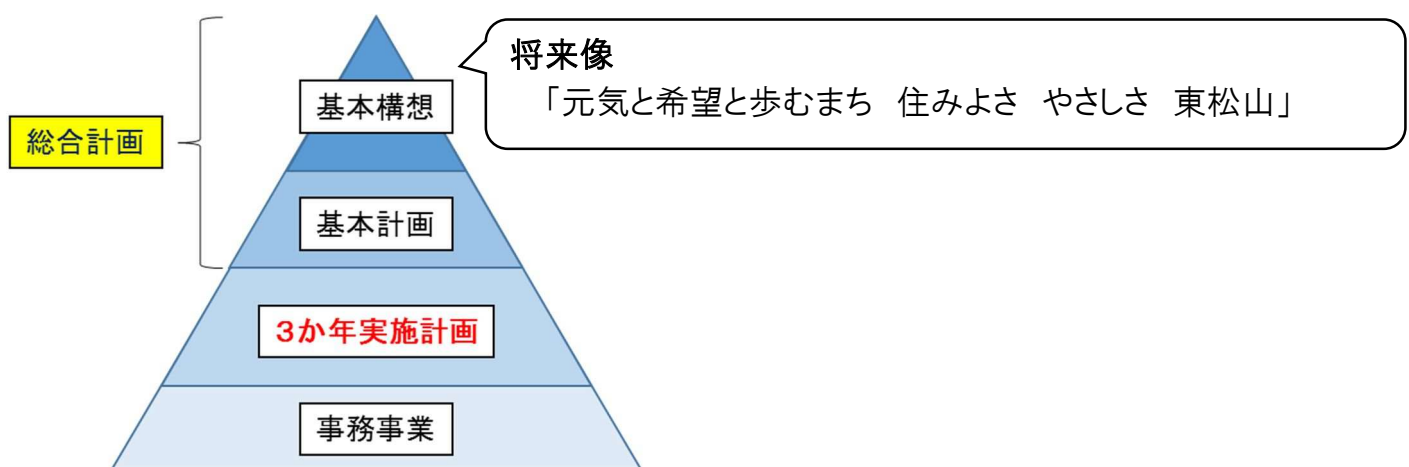 将来像
「元気と希望と歩むまち　住みよさ　やさしさ　東松山」
基本構想
総合計画
基本計画
３か年実施計画
事務事業